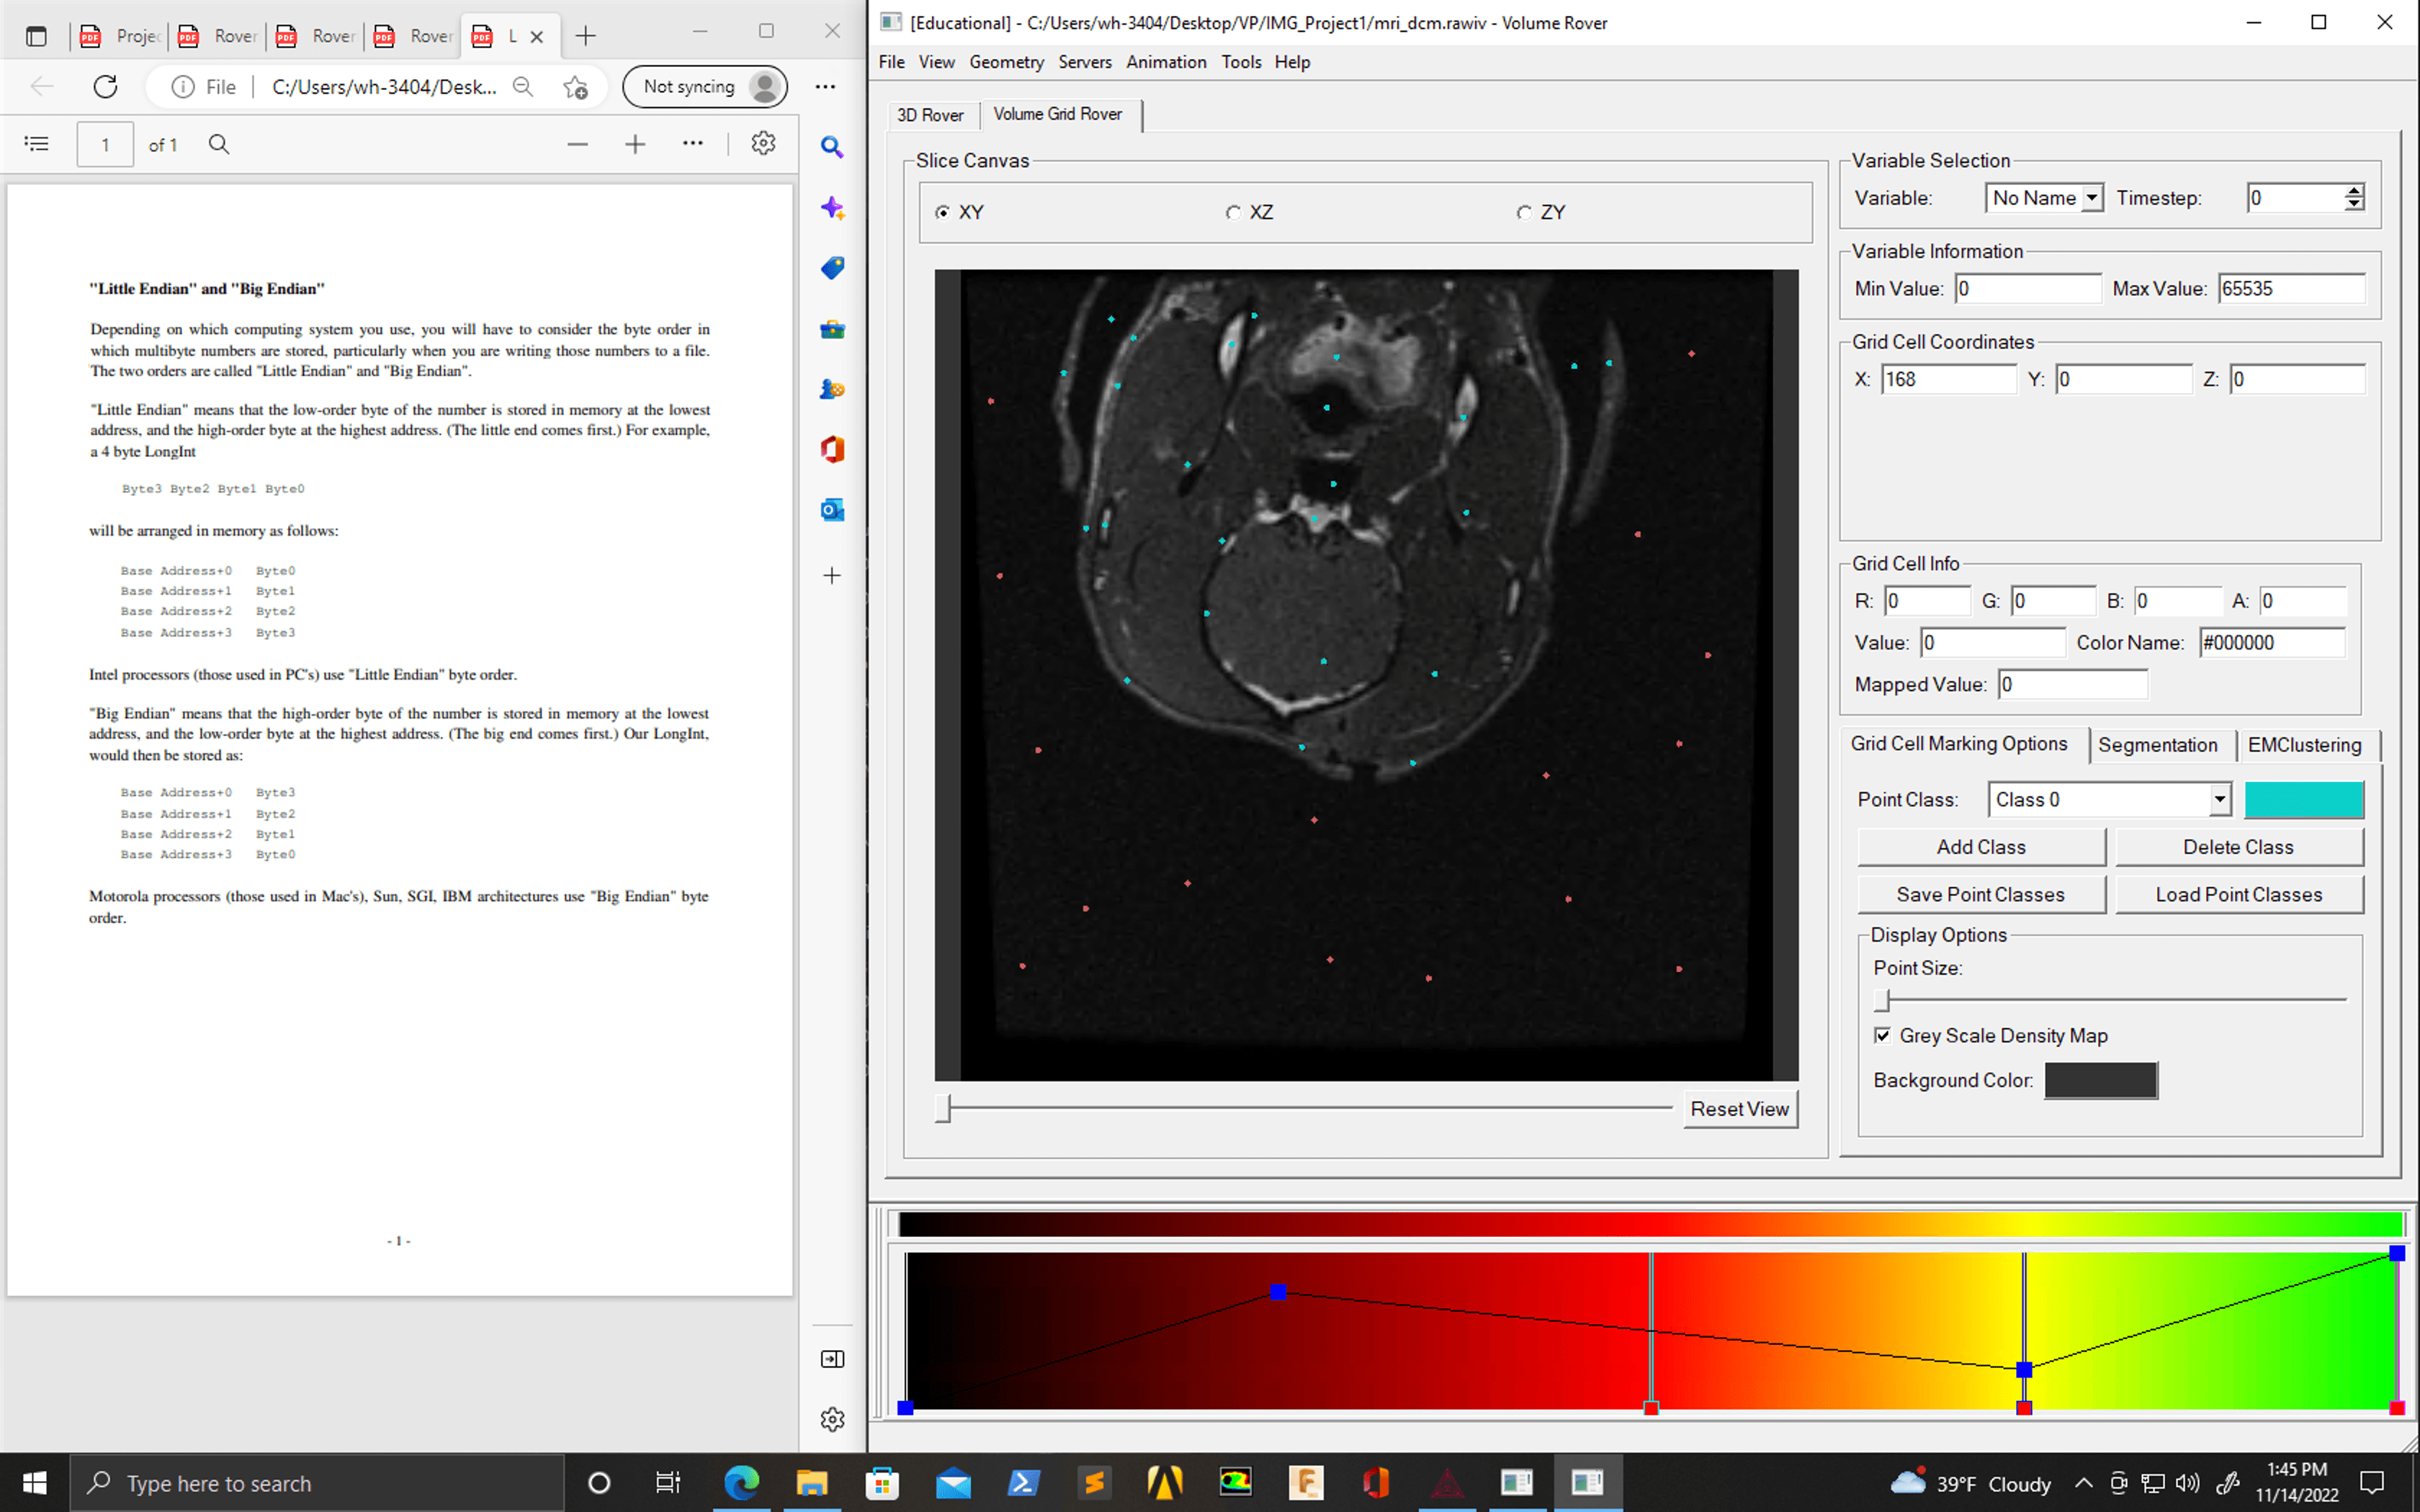 Projec
Rover
Rover
Rover
L
File
C:/Users/wh-3404/Desk...
Not syncing
1
of 1
"Little Endian" and "Big Endian"
Depending on which computing system you use, you will have to consider the byte order in
which multibyte numbers are stored, particularly when you are writing those numbers to a file.
The two orders are called "Little Endian" and "Big Endian".
"Little Endian" means that the low-order byte of the number is stored in memory at the lowest
address, and the high-order byte at the highest address. (The little end comes first.) For example,
a 4 byte LongInt
Byte3 Byte2 Byte1 Byte0
will be arranged in memory as follows:
Base Address+0 Byte0
Base Address+1 Byte1
Base Address+2 Byte2
Base Address+3 Byte3
Intel processors (those used in PC's) use "Little Endian" byte order.
"Big Endian" means that the high-order byte of the number is stored in memory at the lowest
address, and the low-order byte at the highest address. (The big end comes first.) Our LongInt,
would then be stored as:
Base Address+0 Byte3
Base Address+1 Byte2
Base Address+2 Byte1
Base Address+3 Byte0
Motorola processors (those used in Mac's), Sun, SGI, IBM architectures use "Big Endian" byte
order.
- 1 -
[Educational] - C:/Users/wh-3404/Desktop/VP/IMG_Project1/mri_dcm.rawiv - Volume Rover
File View Geometry Servers Animation Tools Help
3D Rover Volume Grid Rover
Slice Canvas
XY XZ ZY
Reset View
Variable Selection
Variable: No Name Timestep: 0
Variable Information
Min Value: 0 Max Value: 65535
Grid Cell Coordinates
X: 168 Y: 0 Z: 0
Grid Cell Info
R: 0 G: 0 B: 0 A: 0
Value: 0 Color Name: #000000
Mapped Value: 0
Grid Cell Marking Options Segmentation EMClustering
Point Class: Class 0
Add Class Delete Class
Save Point Classes Load Point Classes
Display Options
Point Size:
Grey Scale Density Map
Background Color:
Type here to search
39°F Cloudy
1:45 PM
11/14/2022